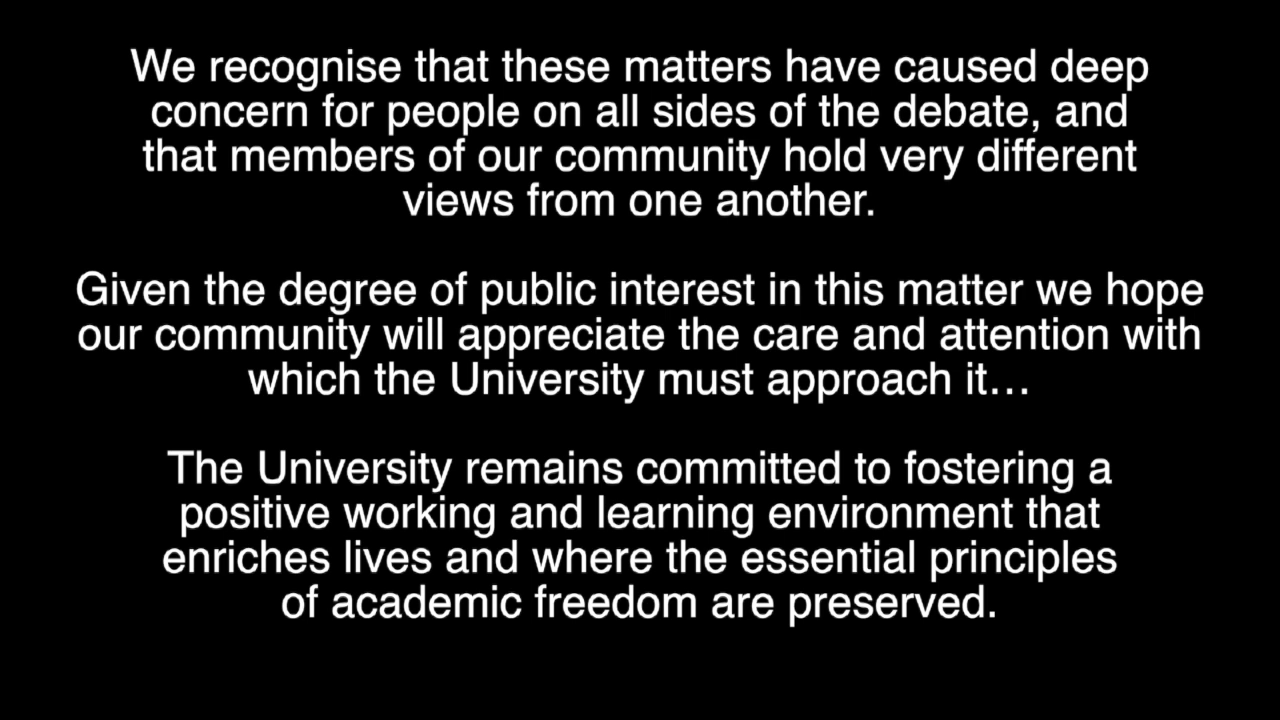 We recognise that these matters have caused deep
concern for people on all sides of the debate, and
that members of our community hold very different
views from one another.
Given the degree of public interest in this matter we hope
our community will appreciate the care and attention with
which the University must approach it…
The University remains committed to fostering a
positive working and learning environment that
enriches lives and where the essential principles
of academic freedom are preserved.